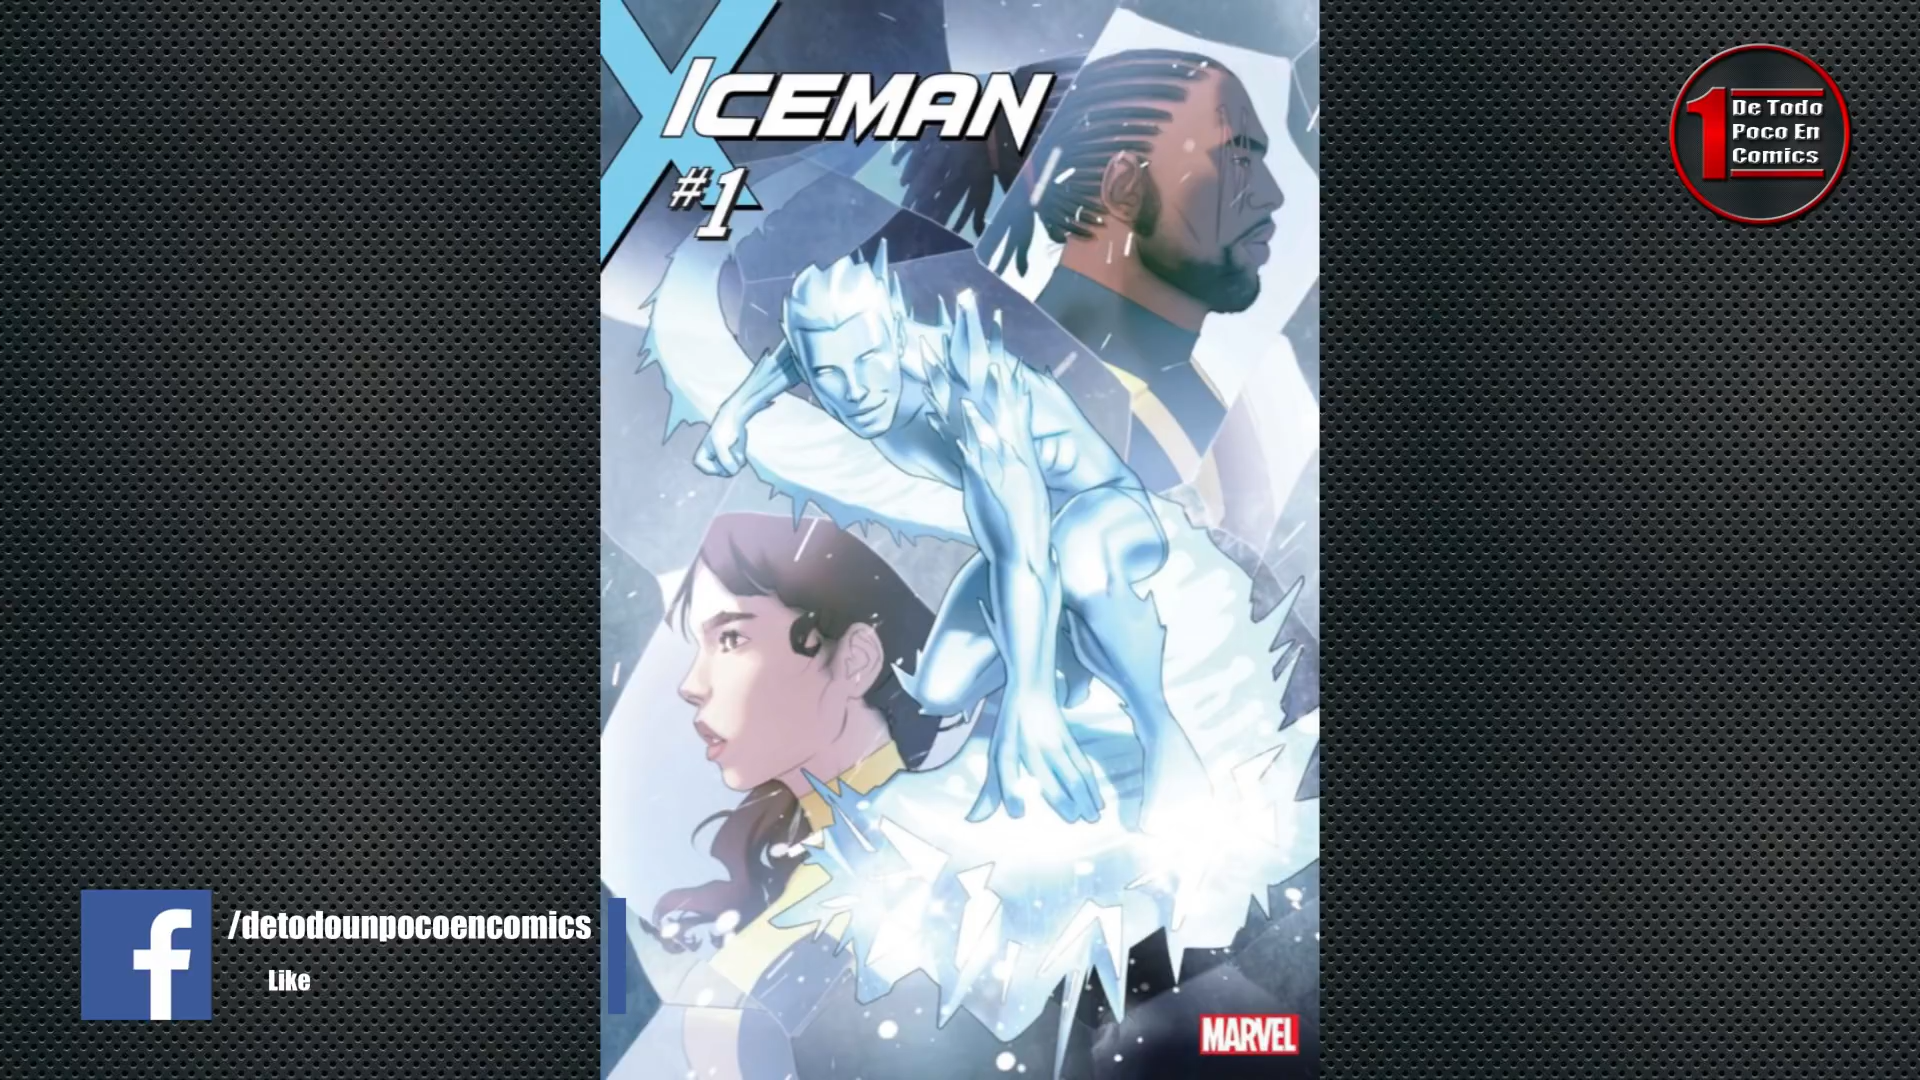 X
ICEMAN
#1
1
De Todo
Poco En
Comics
f
/detodounpocoencomics
Like
MARVEL